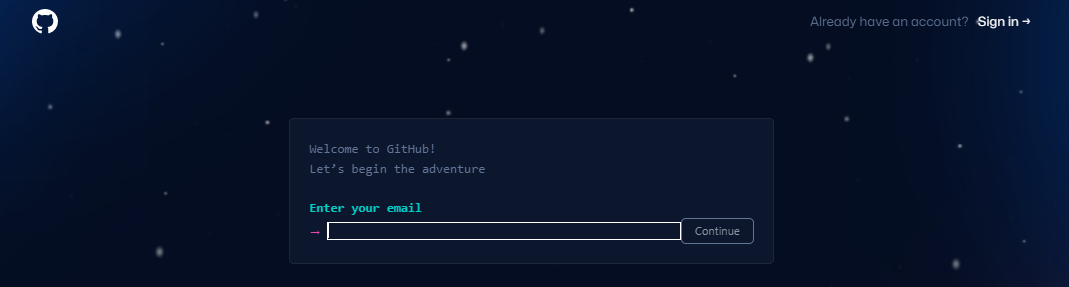 Already have an account? Sign in →
Welcome to GitHub!
Let’s begin the adventure
Enter your email
→
Continue